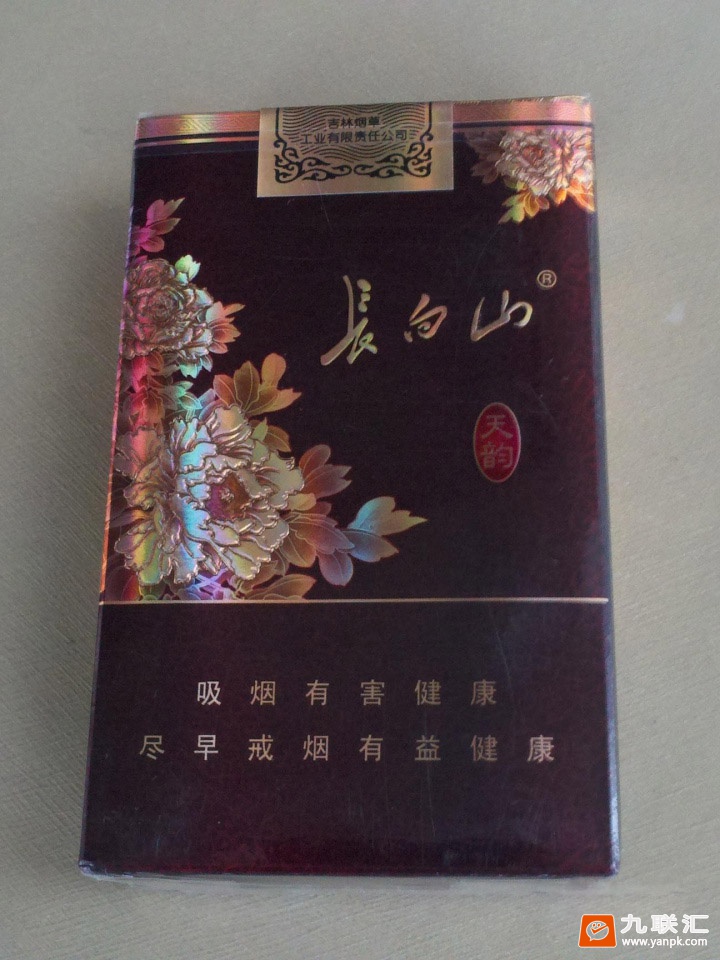 吉林烟草
工业有限责任公司
長白山®
天韵
吸烟有害健康
尽早戒烟有益健康
九联汇
www.yanpk.com